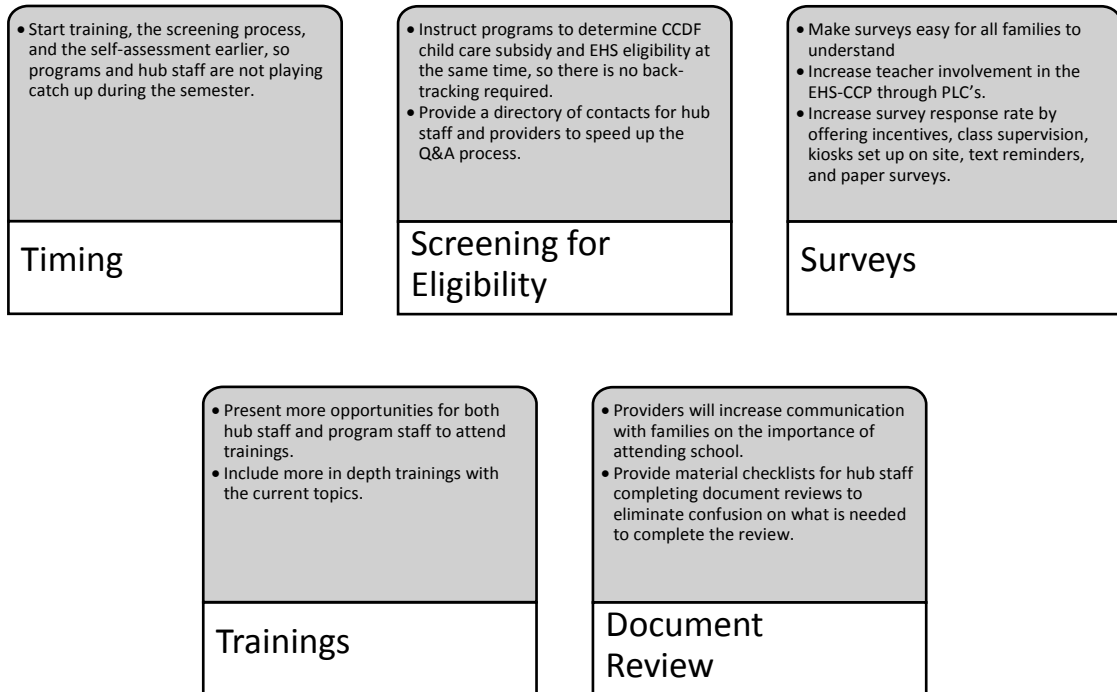 • Start training, the screening process,
and the self-assessment earlier, so
programs and hub staff are not playing
catch up during the semester.
Timing
• Instruct programs to determine CCDF
child care subsidy and EHS eligibility at
the same time, so there is no back-
tracking required.
• Provide a directory of contacts for hub
staff and providers to speed up the
Q&A process.
Screening for
Eligibility
• Make surveys easy for all families to
understand
• Increase teacher involvement in the
EHS-CCP through PLC's.
• Increase survey response rate by
offering incentives, class supervision,
kiosks set up on site, text reminders,
and paper surveys.
Surveys
• Present more opportunities for both
hub staff and program staff to attend
trainings.
• Include more in depth trainings with
the current topics.
Trainings
• Providers will increase communication
with families on the importance of
attending school.
• Provide material checklists for hub staff
completing document reviews to
eliminate confusion on what is needed
to complete the review.
Document
Review